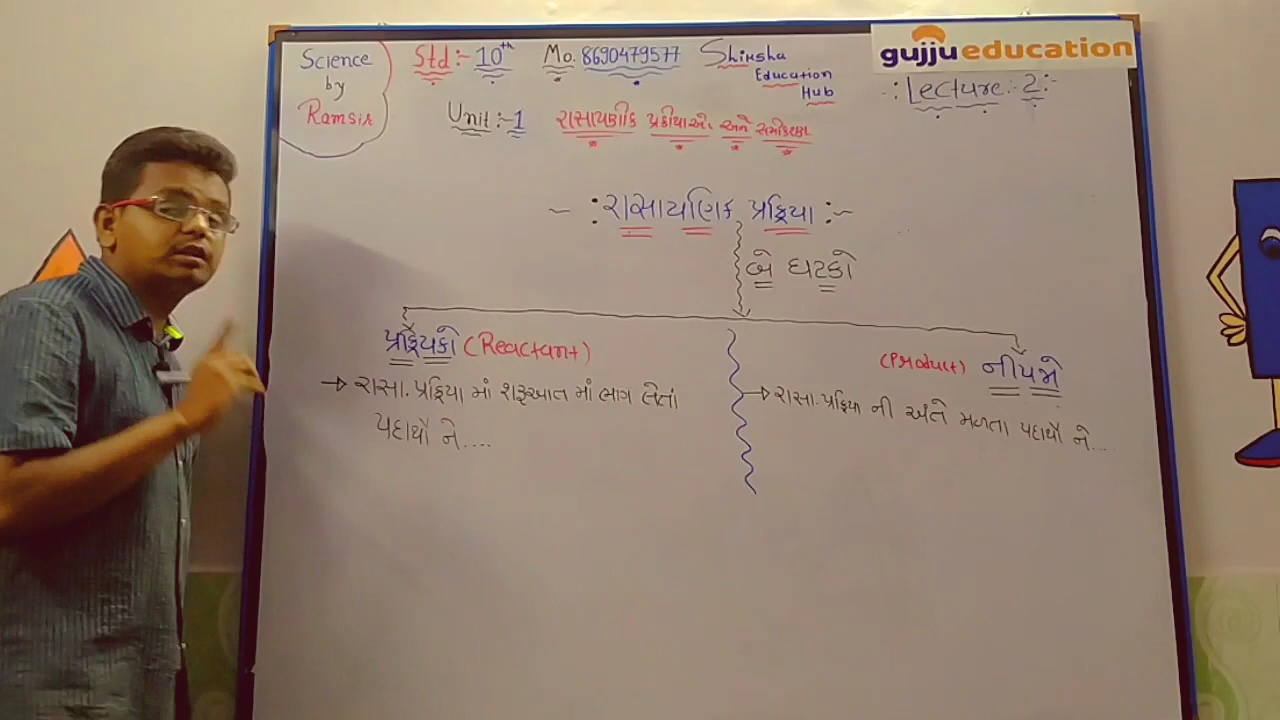 Science
by
Ramsir
Std:- 10th Mo. 8690479577 Shiksha
Education
Hub
gujjueducation
-: Lecture: 2:-
Unit:-1 રાસાયણીક પ્રકીયાઓ અને સમીકરણ
~ :રાસાયણિક પ્રક્રિયા :~
બે ઘટકો
પ્રક્રિયકો (Reactant)
→ રાસા. પ્રક્રિયા માં શરૂઆત માં ભાગ લેતાં
પદાર્થો ને....
(Product) નીપજો
→ રાસા. પ્રક્રિયા ની અંતે મળતા પદાર્થો ને...